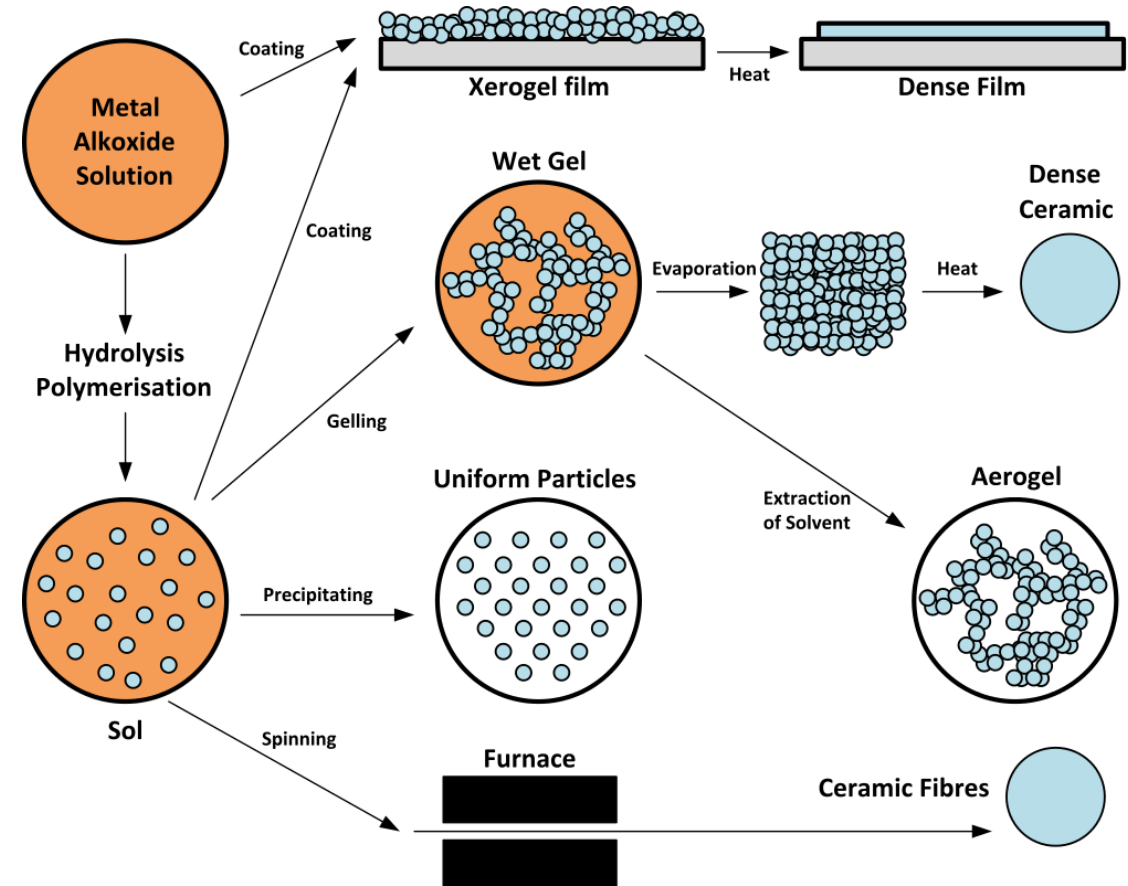 Metal
Alkoxide
Solution
Coating
Xerogel film
Heat
Dense Film
Coating
Hydrolysis
Polymerisation
Wet Gel
Gelling
Evaporation
Heat
Dense
Ceramic
Extraction
of Solvent
Aerogel
Sol
Precipitating
Uniform Particles
Spinning
Furnace
Ceramic Fibres